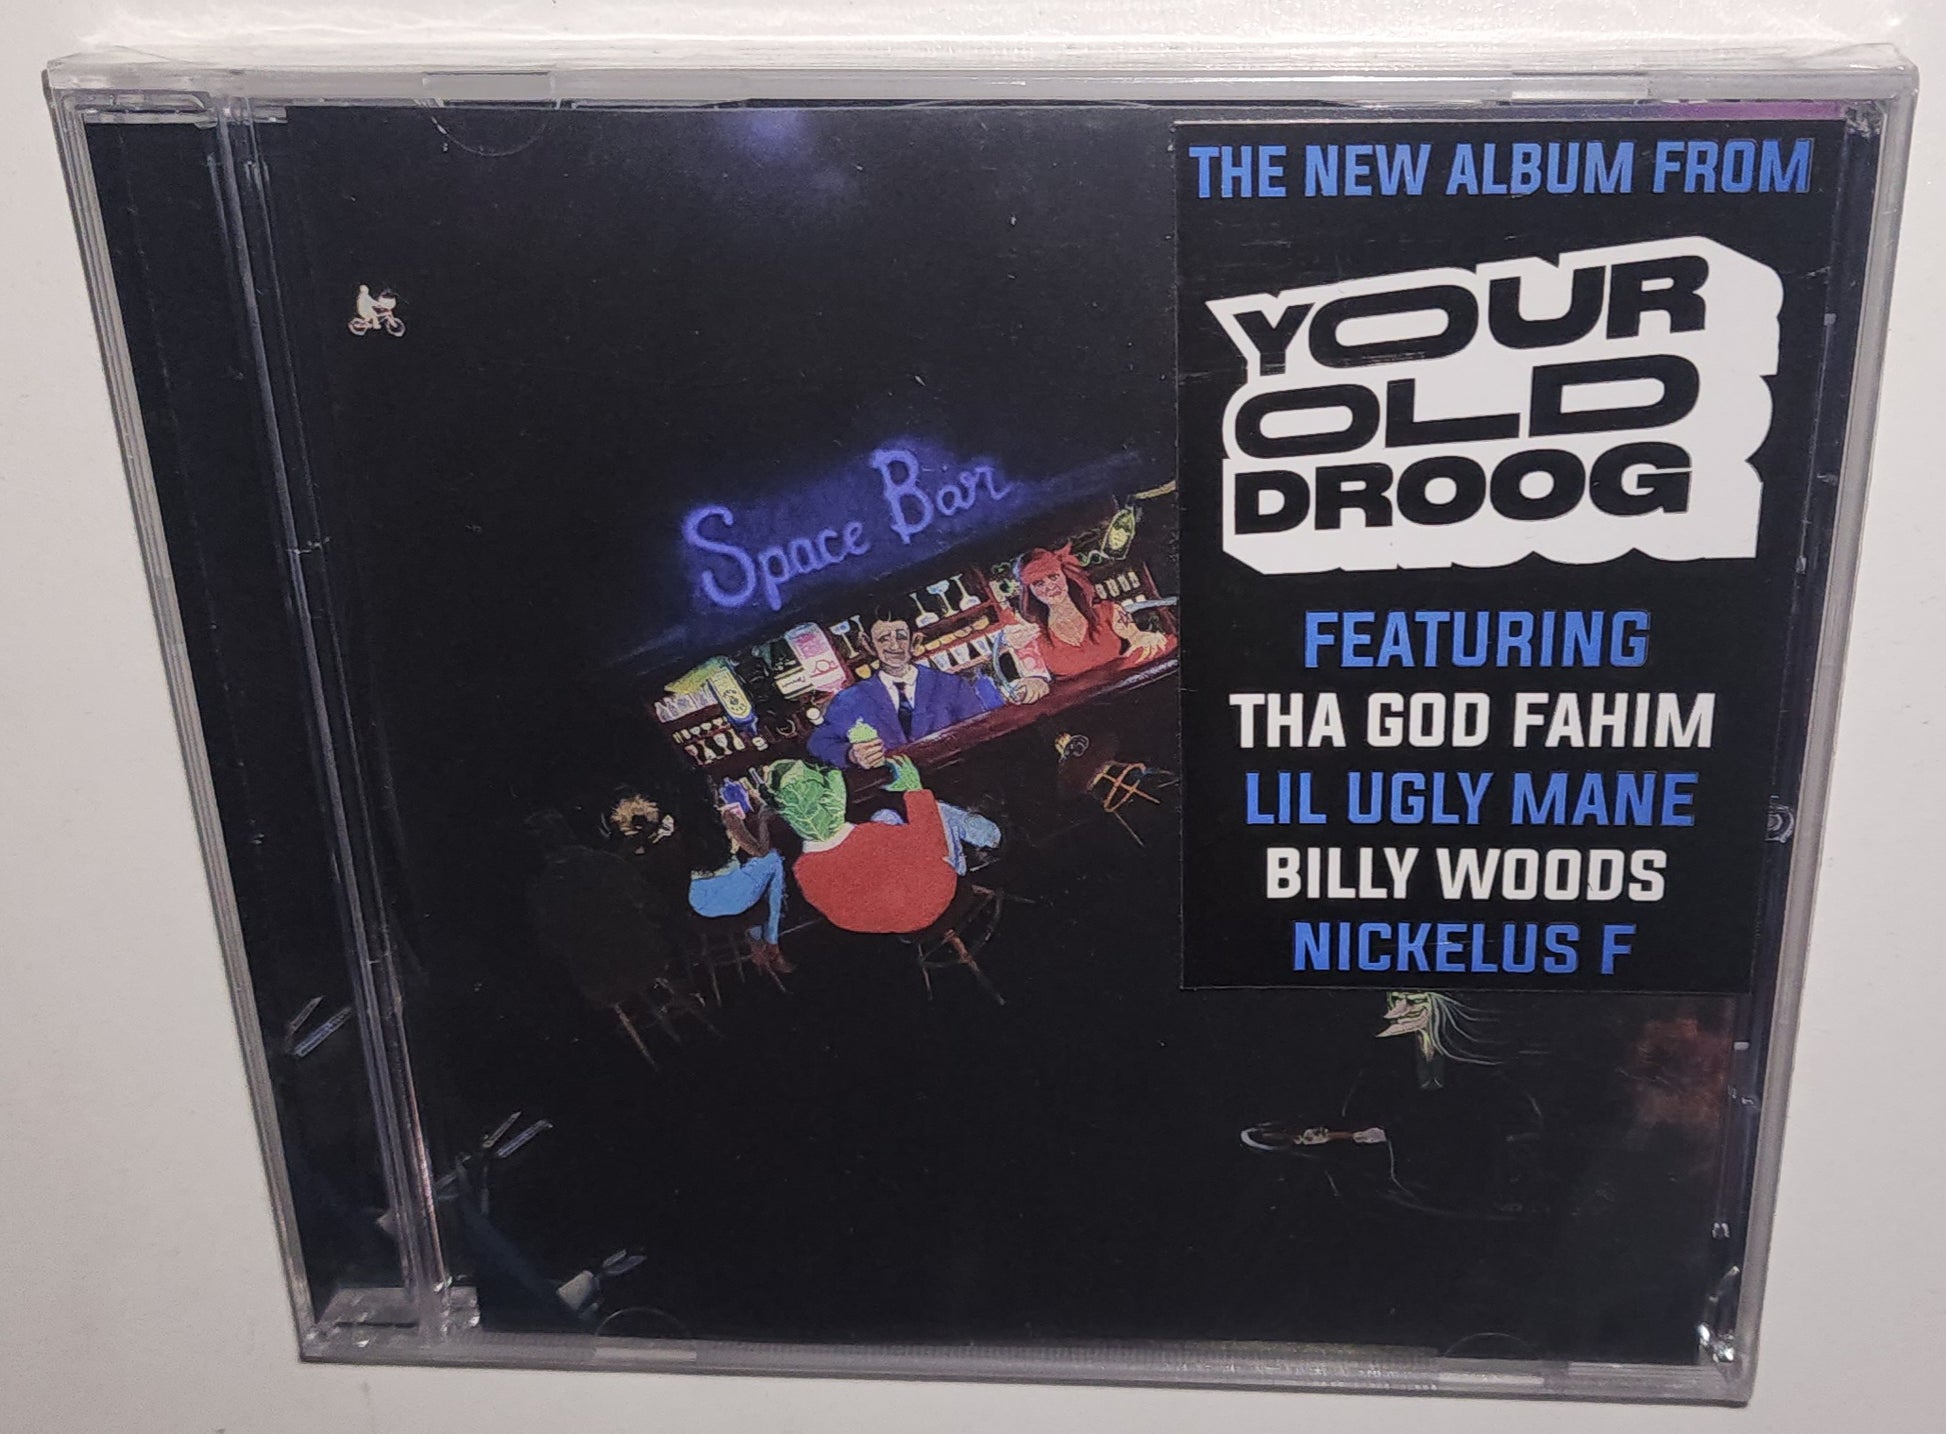 THE NEW ALBUM FROM
YOUR
OLD
DROOG
FEATURING
THA GOD FAHIM
LIL UGLY MANE
BILLY WOODS
NICKELUS F
Space Bar